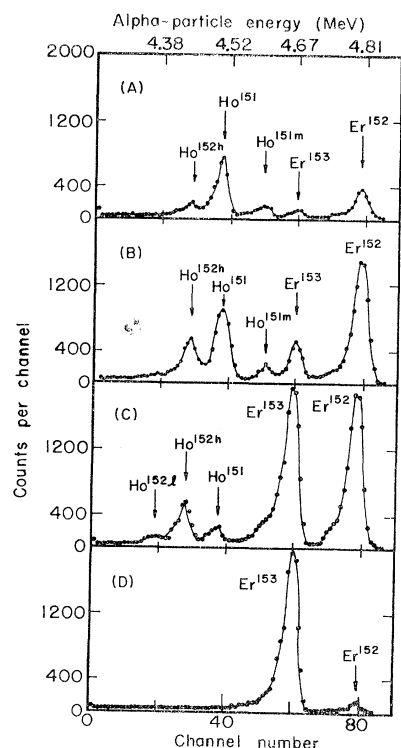 Alpha-particle energy (MeV)
4.38 4.52 4.67 4.81
2000
(A)
Ho151
1200
Ho152h
Ho151m
Er153
Er152
400
0
(B)
Er152
1200
Ho152h
Ho151
Er153
Ho151m
400
0
(C)
Er153
Er152
1200
Ho152h
Ho152l
Ho151
400
0
(D)
Er153
1200
Er152
400
0
0 40 80
Channel number
Counts per channel